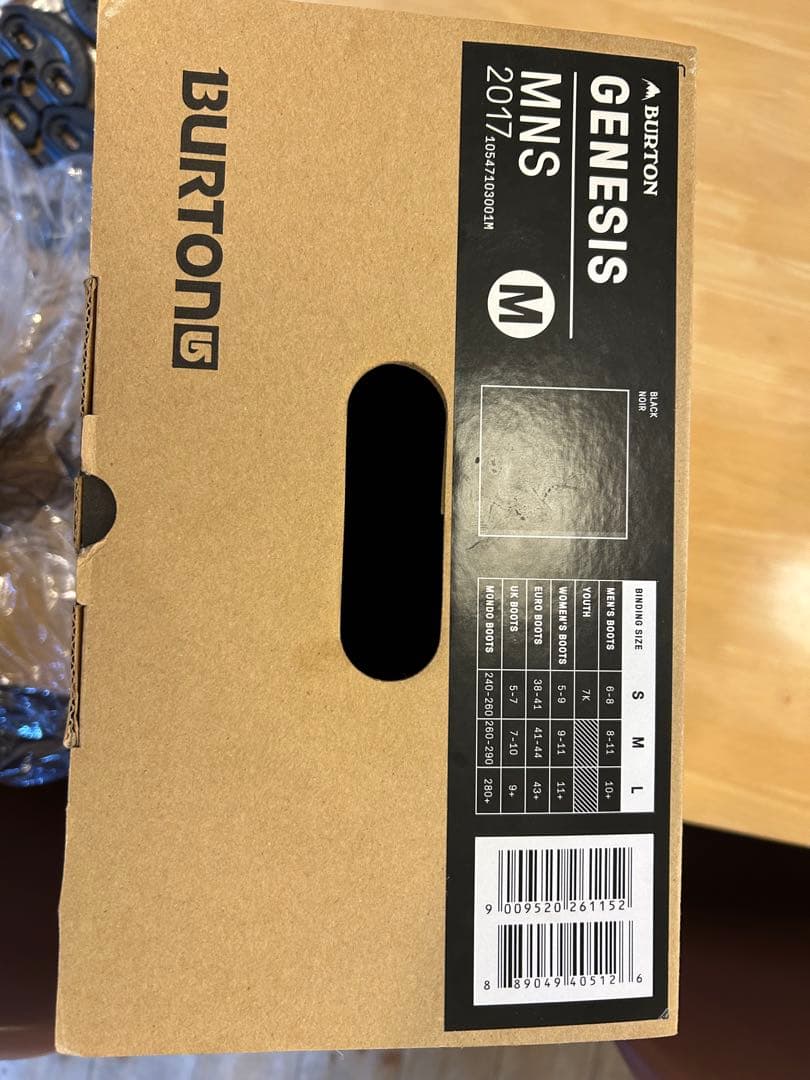 BURTON
BURTON
GENESIS
MNS
2017 10547103001M
M
BLACK
NOIR
BINDING SIZE S M L
MEN'S BOOTS 6-8 8-11 10+
YOUTH 7K
WOMEN'S BOOTS 5-9 9-11 11+
EURO BOOTS 38-41 41-44 43+
UK BOOTS 5-7 7-10 9+
MONDO BOOTS 240-260 260-290 280+
9 009520 261152
8 89049 40512 6